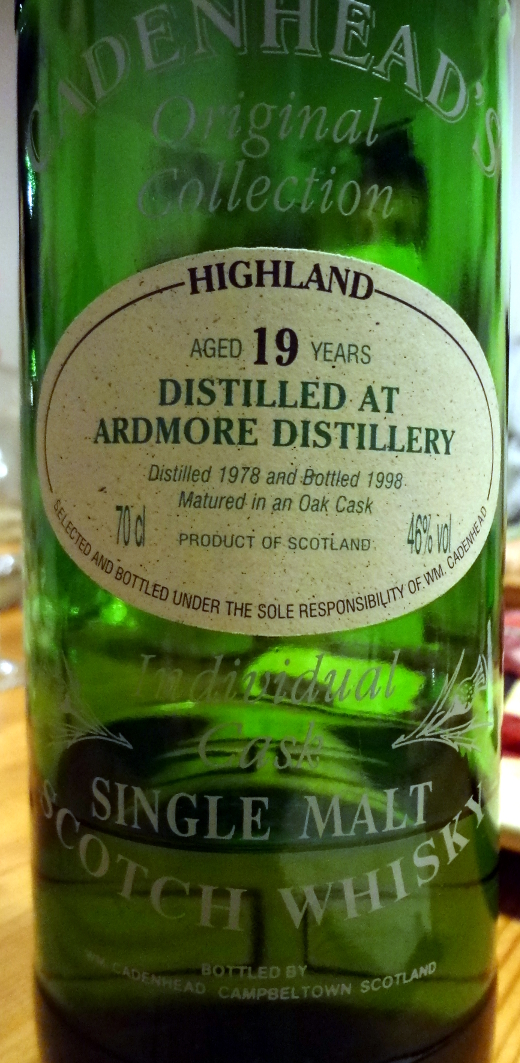 CADENHEAD'S
Original
Collection
HIGHLAND
AGED 19 YEARS
DISTILLED AT
ARDMORE DISTILLERY
Distilled 1978 and Bottled 1998
Matured in an Oak Cask
70 cl PRODUCT OF SCOTLAND 46% vol
SELECTED AND BOTTLED UNDER THE SOLE RESPONSIBILITY OF WM. CADENHEAD
Individual
Cask
SINGLE MALT
SCOTCH WHISKY
BOTTLED BY
WM. CADENHEAD CAMPBELTOWN SCOTLAND